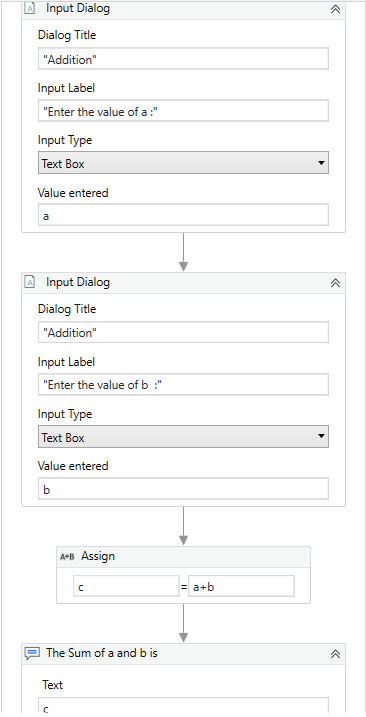 Input Dialog
Dialog Title
"Addition"
Input Label
"Enter the value of a :"
Input Type
Text Box
Value entered
a
Input Dialog
Dialog Title
"Addition"
Input Label
"Enter the value of b  :"
Input Type
Text Box
Value entered
b
A*B Assign
c = a+b
The Sum of a and b is
Text
c